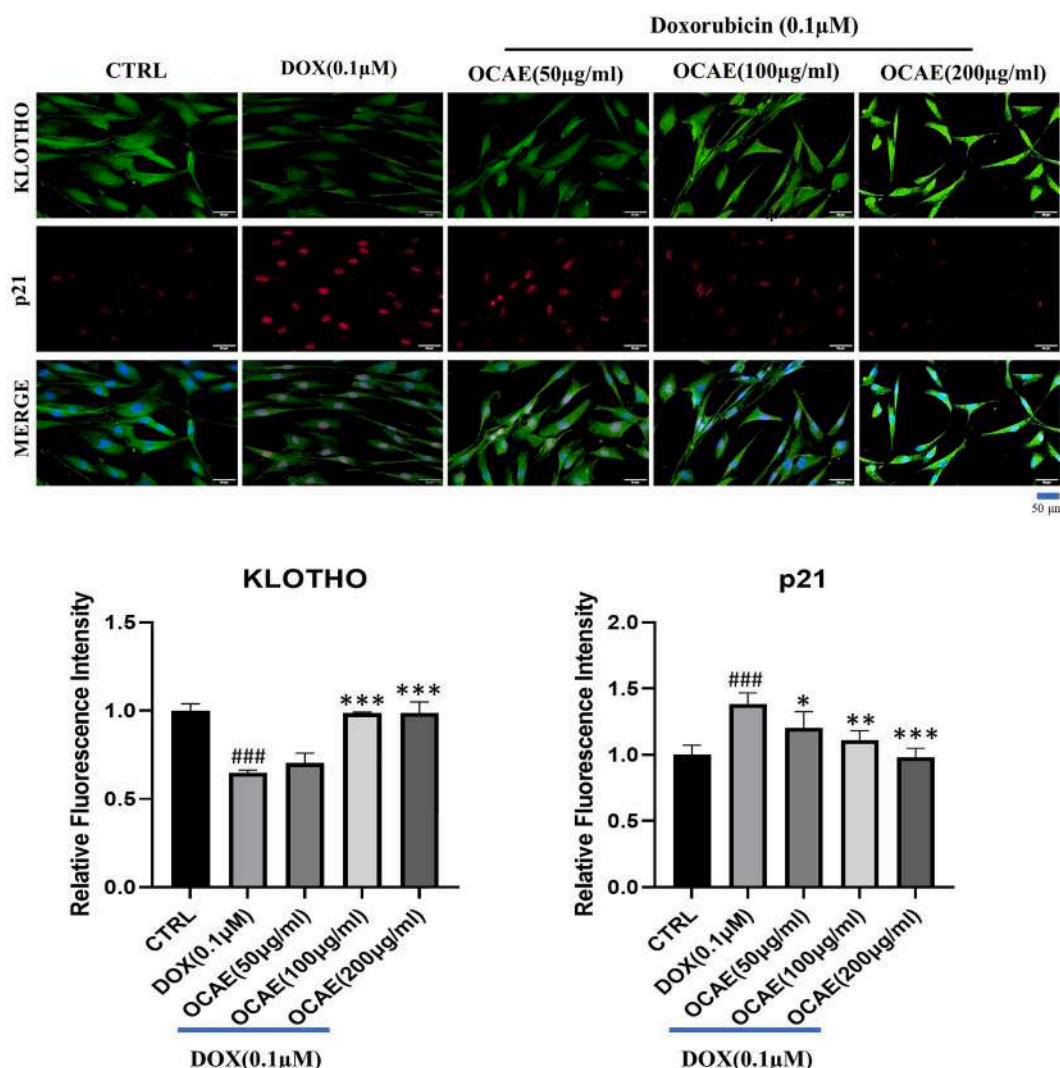 Doxorubicin (0.1μM)
CTRL DOX(0.1μM) OCAE(50μg/ml) OCAE(100μg/ml) OCAE(200μg/ml)
KLOTHO
p21
MERGE
50 μm
KLOTHO
Relative Fluorescence Intensity
1.5
1.0
0.5
0.0
###
***
***
CTRL
DOX(0.1μM)
OCAE(50μg/ml)
OCAE(100μg/ml)
OCAE(200μg/ml)
DOX(0.1μM)
p21
Relative Fluorescence Intensity
2.0
1.5
1.0
0.5
0.0
###
*
**
***
CTRL
DOX(0.1μM)
OCAE(50μg/ml)
OCAE(100μg/ml)
OCAE(200μg/ml)
DOX(0.1μM)